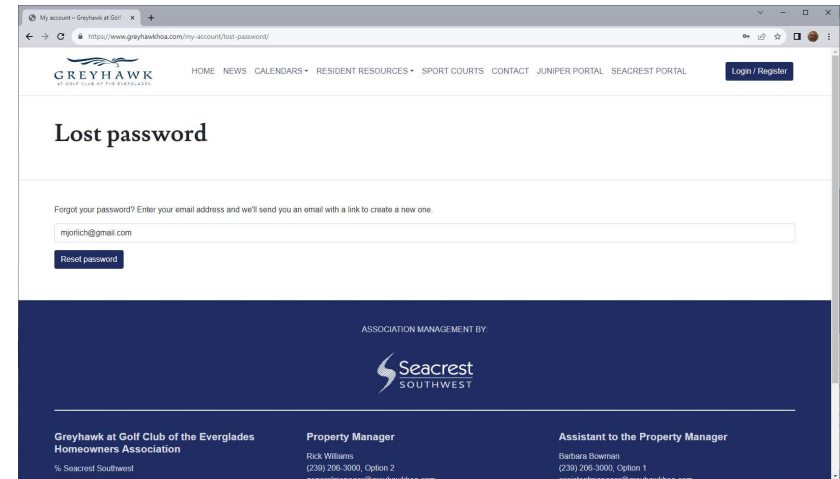 My account – Greyhawk at Golf
https://www.greyhawkhoa.com/my-account/lost-password/
GREYHAWK
AT GOLF CLUB OF THE EVERGLADES
HOME NEWS CALENDARS RESIDENT RESOURCES SPORT COURTS CONTACT JUNIPER PORTAL SEACREST PORTAL
Login / Register
Lost password
Forgot your password? Enter your email address and we'll send you an email with a link to create a new one.
mjorlich@gmail.com
Reset password
ASSOCIATION MANAGEMENT BY:
Seacrest
SOUTHWEST
Greyhawk at Golf Club of the Everglades
Homeowners Association
% Seacrest Southwest
Property Manager
Rick Williams
(239) 206-3000, Option 2
Assistant to the Property Manager
Barbara Bowman
(239) 206-3000, Option 1